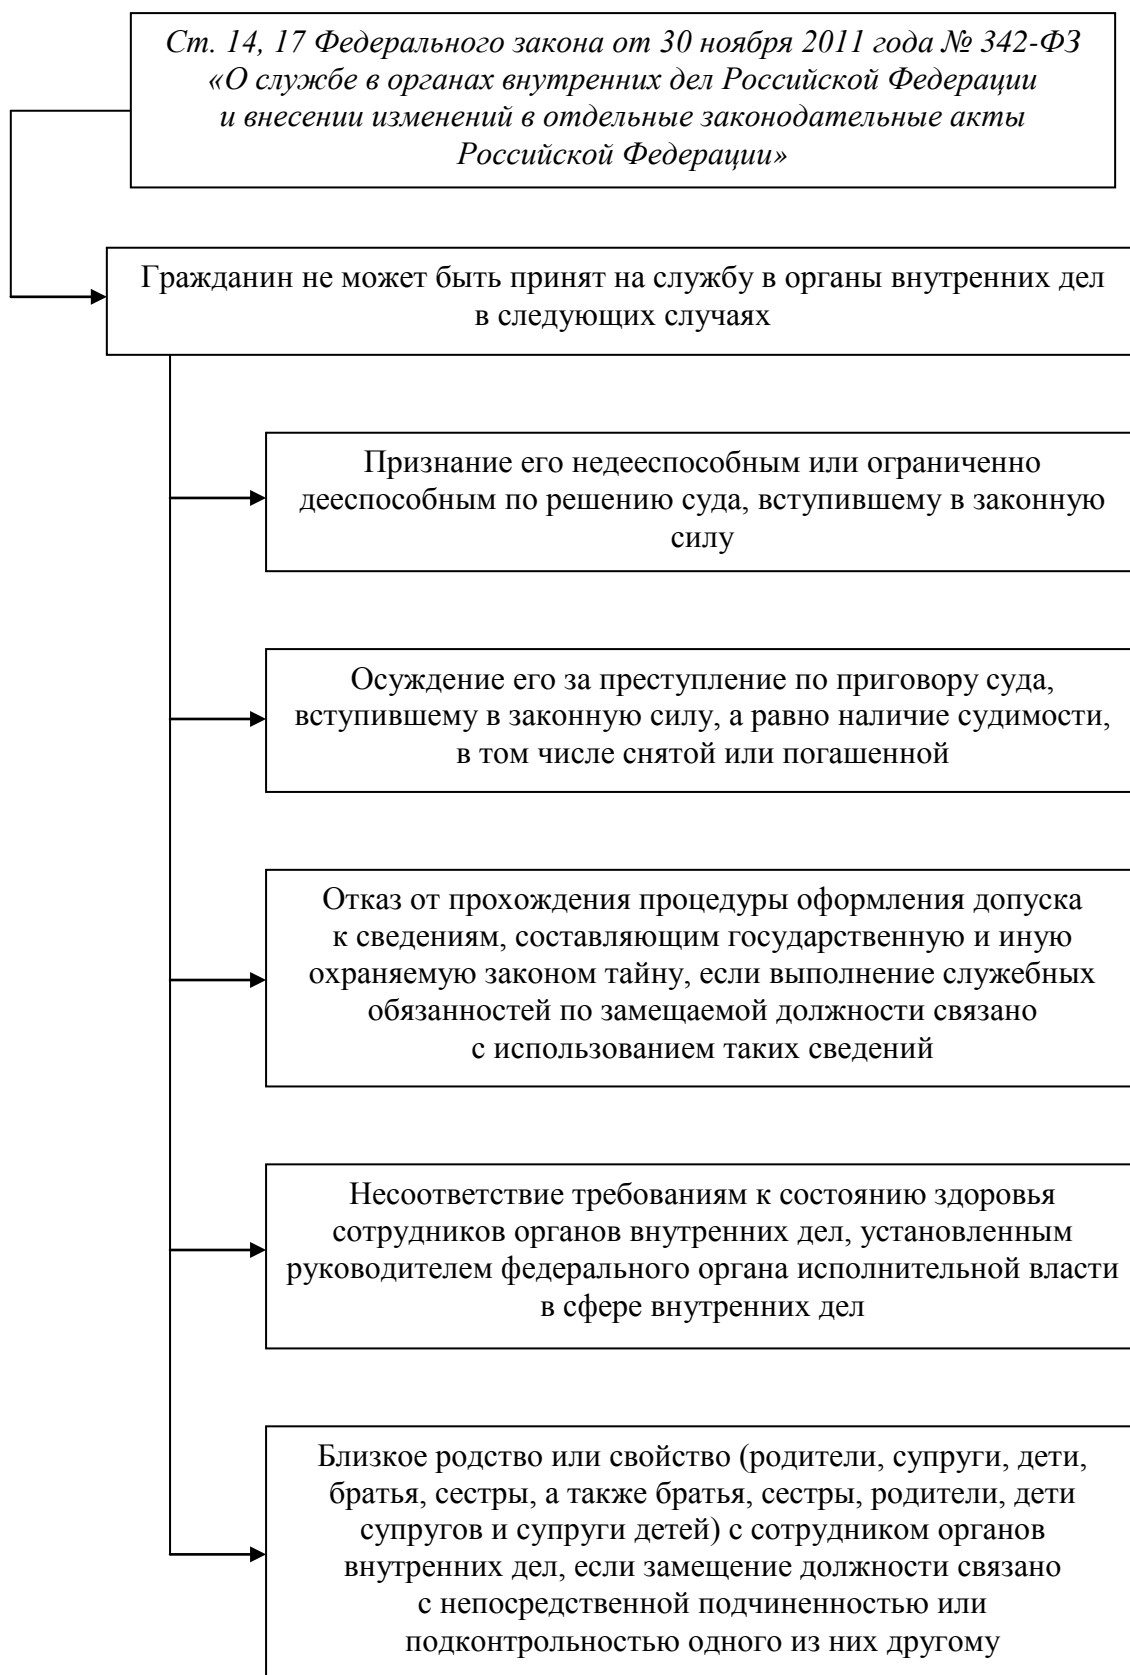 Ст. 14, 17 Федерального закона от 30 ноября 2011 года № 342-ФЗ
«О службе в органах внутренних дел Российской Федерации
и внесении изменений в отдельные законодательные акты
Российской Федерации»
Гражданин не может быть принят на службу в органы внутренних дел
в следующих случаях
Признание его недееспособным или ограниченно
дееспособным по решению суда, вступившему в законную
силу
Осуждение его за преступление по приговору суда,
вступившему в законную силу, а равно наличие судимости,
в том числе снятой или погашенной
Отказ от прохождения процедуры оформления допуска
к сведениям, составляющим государственную и иную
охраняемую законом тайну, если выполнение служебных
обязанностей по замещаемой должности связано
с использованием таких сведений
Несоответствие требованиям к состоянию здоровья
сотрудников органов внутренних дел, установленным
руководителем федерального органа исполнительной власти
в сфере внутренних дел
Близкое родство или свойство (родители, супруги, дети,
братья, сестры, а также братья, сестры, родители, дети
супругов и супруги детей) с сотрудником органов
внутренних дел, если замещение должности связано
с непосредственной подчиненностью или
подконтрольностью одного из них другому